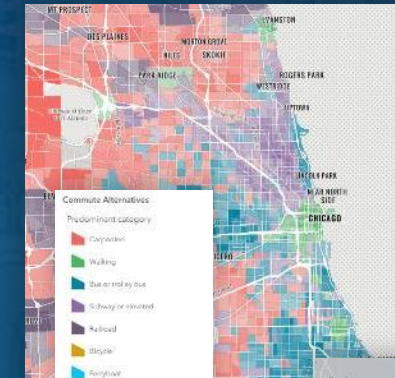 MT PROSPECT
EVANSTON
DES PLAINES
MORTON GROVE
NILES SKOKIE
PARK RIDGE
ROGERS PARK
WESTRIDGE
UPTOWN
LINCOLN PARK
NEAR NORTH
SIDE
CHICAGO
Commute Alternatives
Predominant category
Carpooled
Walking
Bus or trolley bus
Subway or elevated
Railroad
Bicycle
Ferryboat